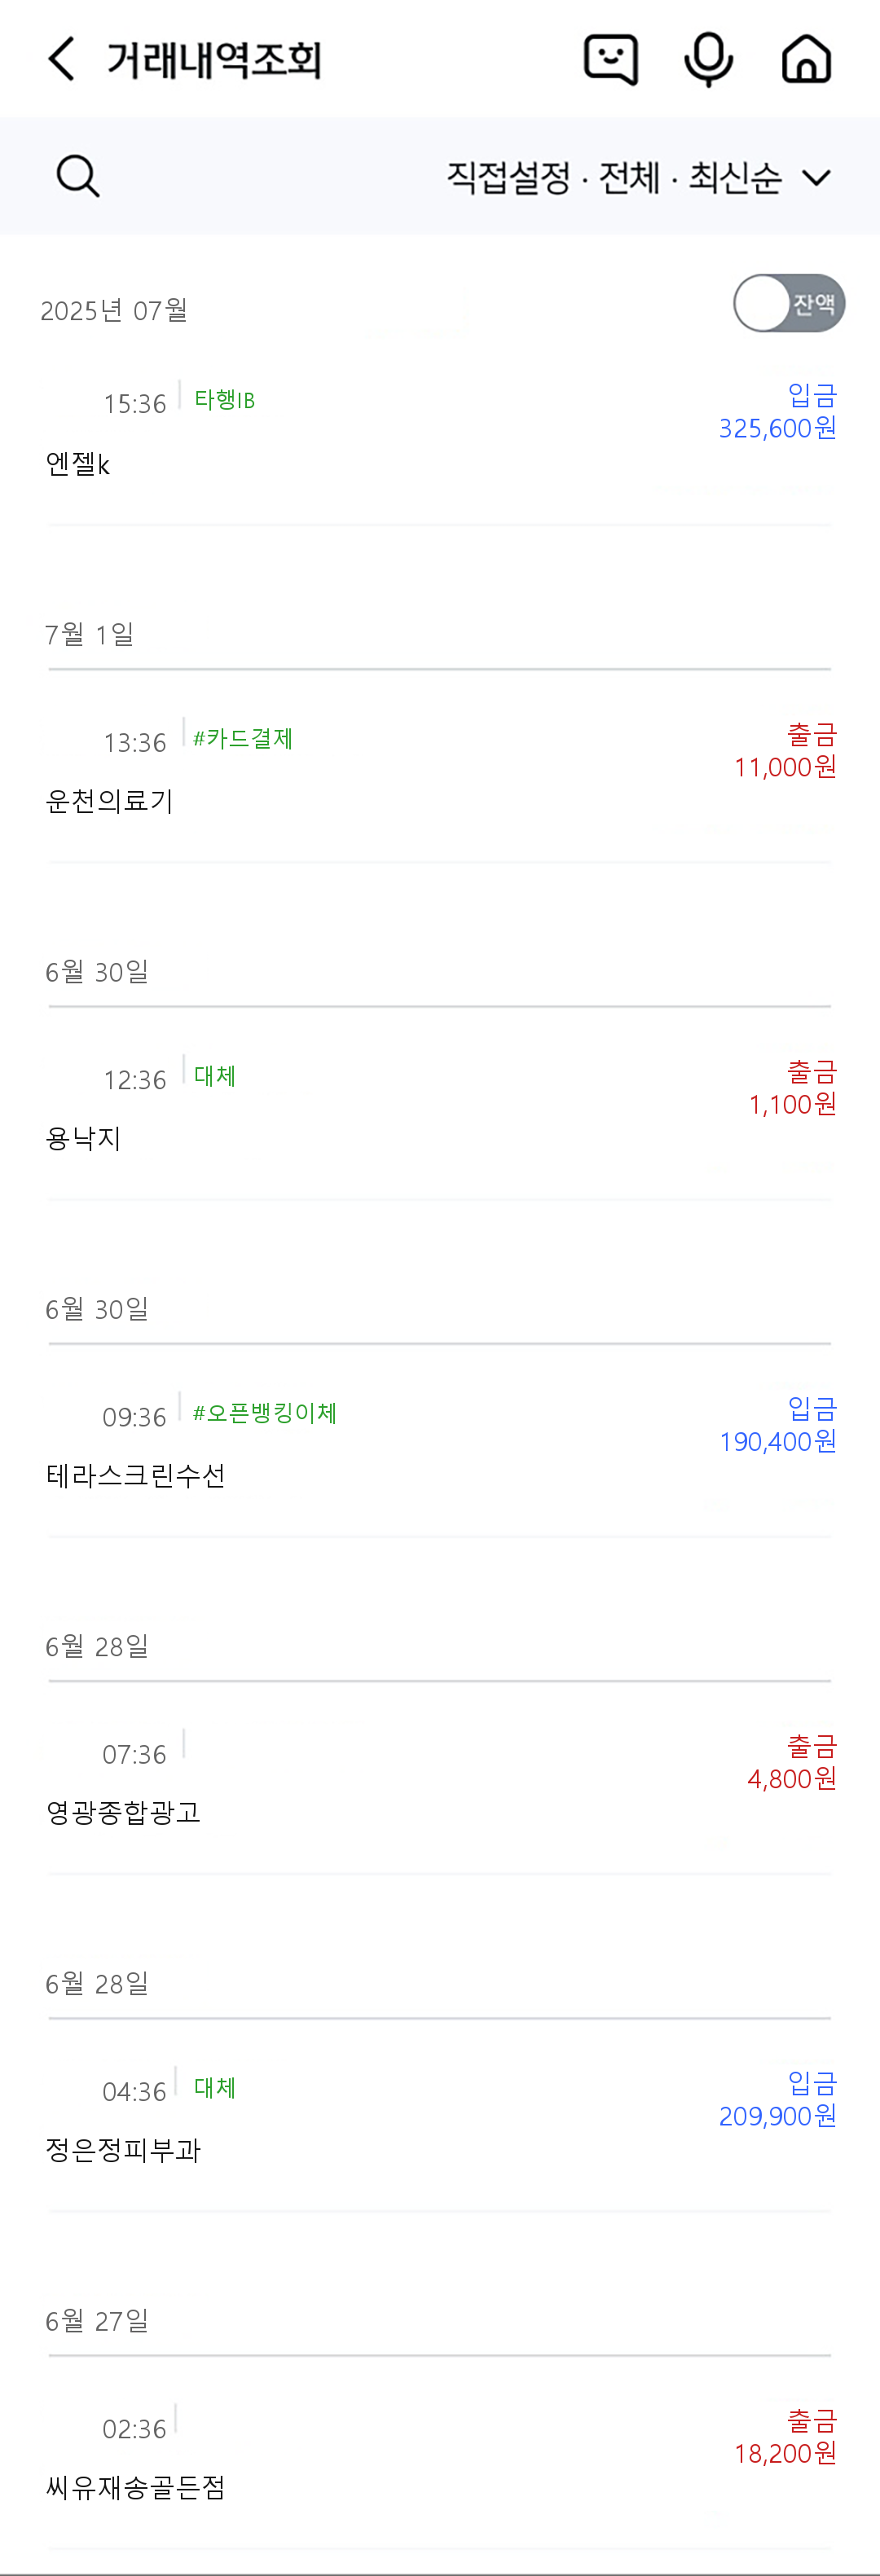 거래내역조회
직접설정 · 전체 · 최신순
2025년 07월
잔액
15:36 타행IB
입금
325,600원
엔젤k
7월 1일
13:36 #카드결제
출금
11,000원
운천의료기
6월 30일
12:36 대체
출금
1,100원
용낙지
6월 30일
09:36 #오픈뱅킹이체
입금
190,400원
테라스크린수선
6월 28일
07:36
출금
4,800원
영광종합광고
6월 28일
04:36 대체
입금
209,900원
정은정피부과
6월 27일
02:36
출금
18,200원
씨유재송골든점